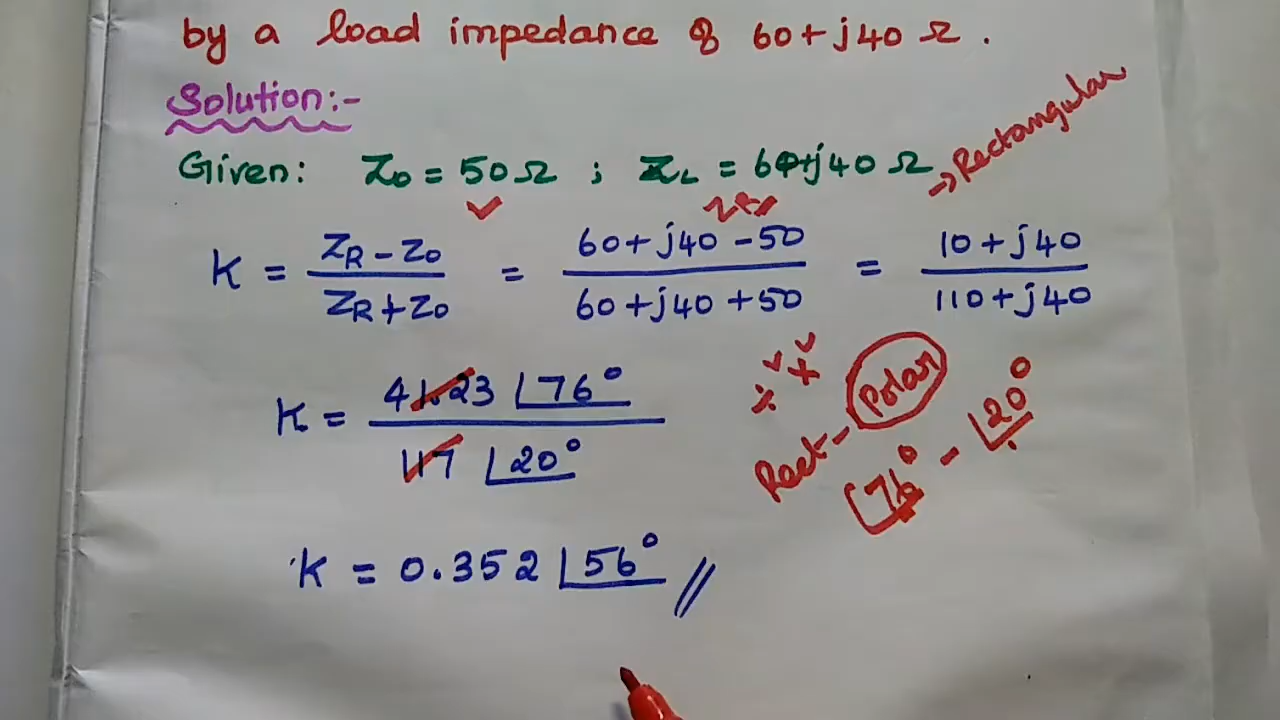 by a load impedance of 60+j40 Ω.
Solution:-
Given: Z0 = 50Ω ; ZL = 60+j40 Ω → Rectangular
K = (ZR - Z0) / (ZR + Z0) = (60+j40 - 50) / (60+j40 + 50) = (10+j40) / (110+j40)
K = (41.23 ∠76°) / (117 ∠20°)
÷ ×
Rect - Polar
∠76° - ∠20°
K = 0.352 ∠56° //